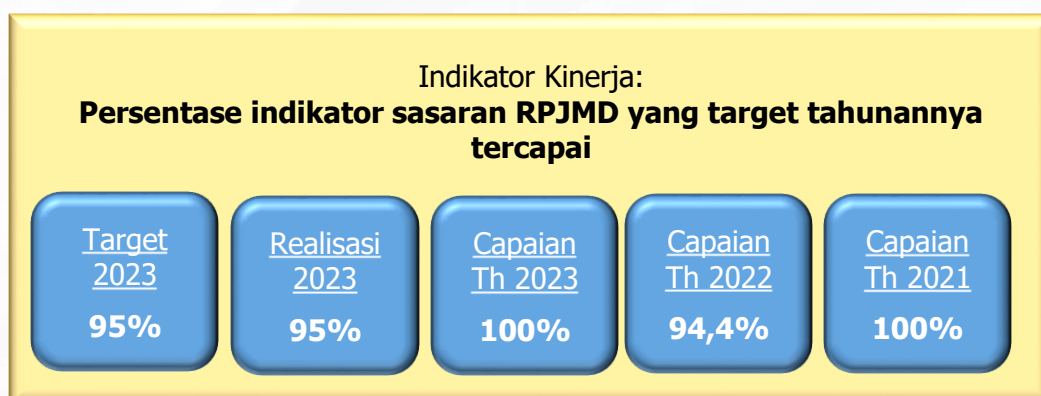 Indikator Kinerja:
Persentase indikator sasaran RPJMD yang target tahunannya
tercapai
Target
2023
95%
Realisasi
2023
95%
Capaian
Th 2023
100%
Capaian
Th 2022
94,4%
Capaian
Th 2021
100%